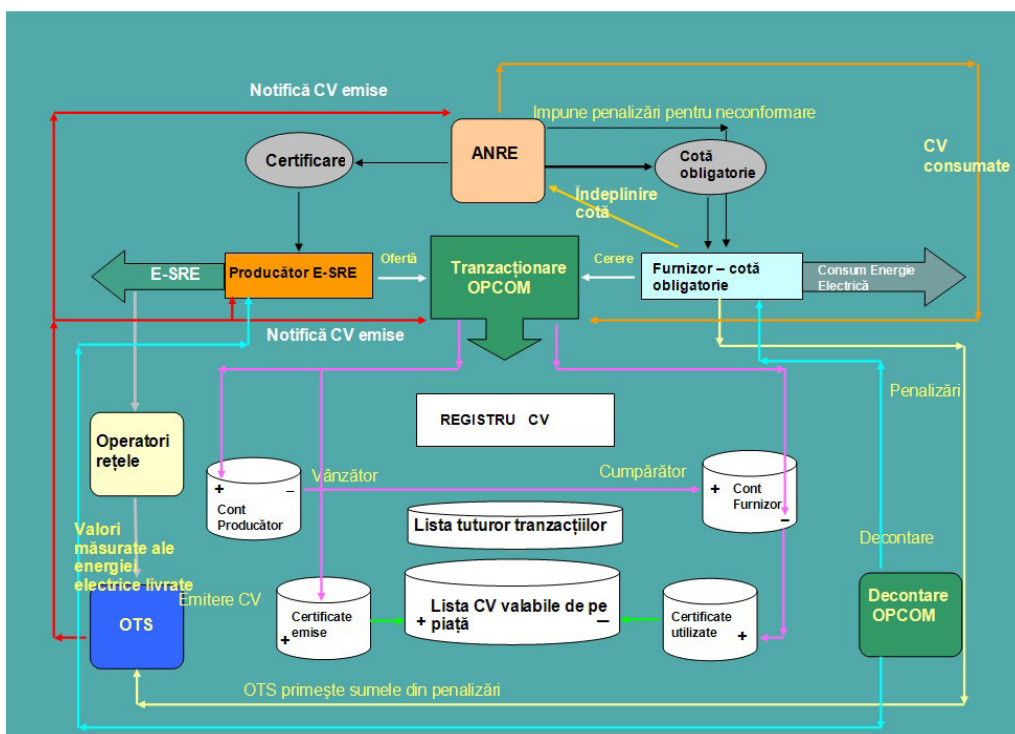 Notifică CV emise
Impune penalizări pentru neconformare
ANRE
Certificare
Cotă
obligatorie
CV
consumate
Îndeplinire
cotă
E-SRE
Producător E-SRE
Ofertă
Tranzacționare
OPCOM
Cerere
Furnizor – cotă
obligatorie
Consum Energie
Electrică
Notifică CV emise
Penalizări
REGISTRU CV
Operatori
rețele
Vânzător
Cumpărător
+ –
Cont
Producător
+ Cont
Furnizor
–
Lista tuturor tranzacțiilor
Valori
măsurate ale
energiei
electrice livrate
Decontare
Emitere CV
OTS
Certificate
emise
+
Lista CV valabile de pe
+ piață –
Certificate
utilizate +
Decontare
OPCOM
OTS primește sumele din penalizări